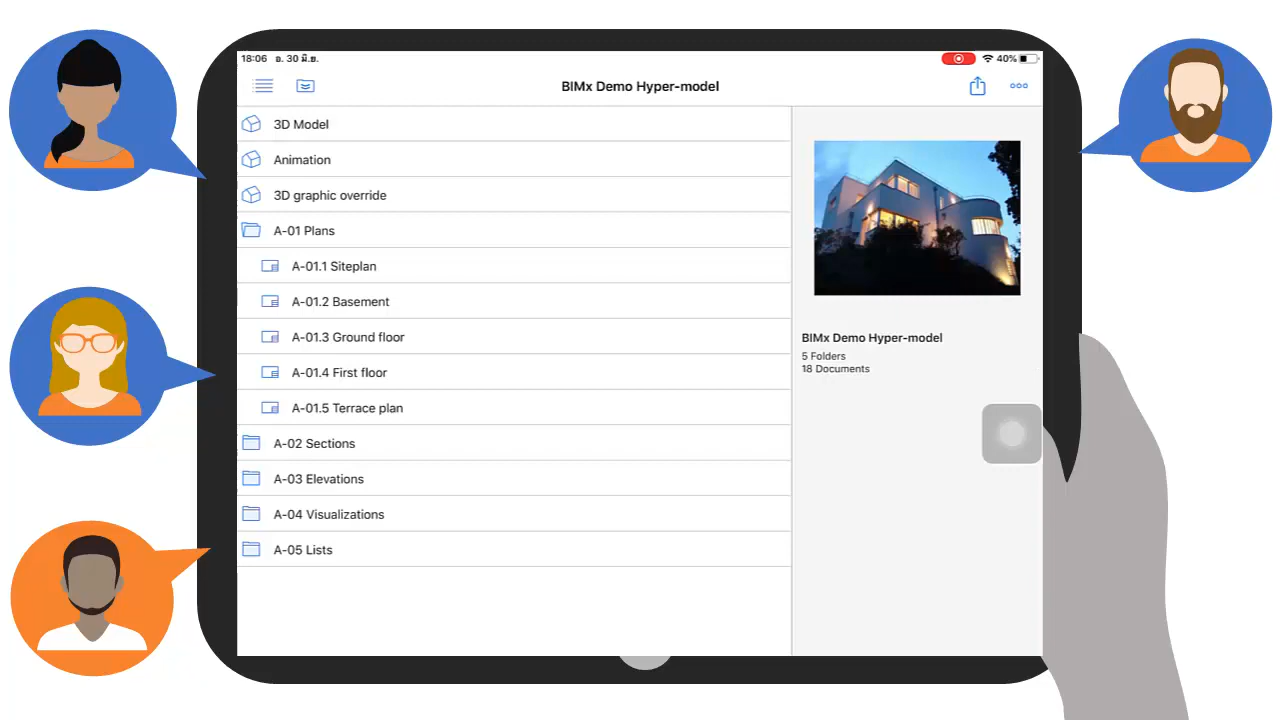 18:06 อ. 30 มิ.ย.
40%
BIMx Demo Hyper-model
3D Model
Animation
3D graphic override
A-01 Plans
A-01.1 Siteplan
A-01.2 Basement
A-01.3 Ground floor
A-01.4 First floor
A-01.5 Terrace plan
A-02 Sections
A-03 Elevations
A-04 Visualizations
A-05 Lists
BIMx Demo Hyper-model
5 Folders
18 Documents